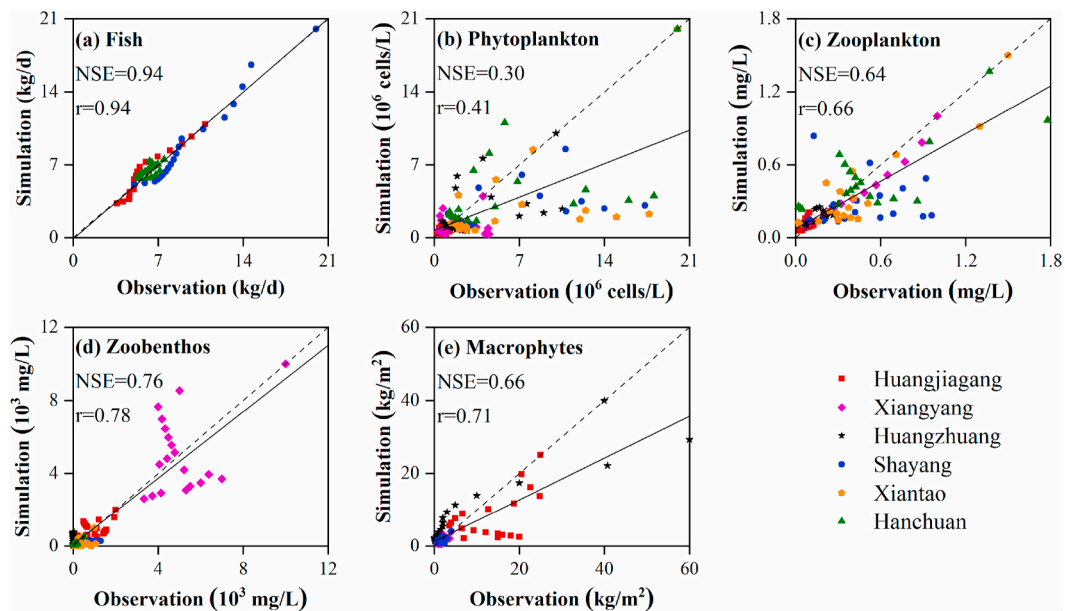 (a) Fish
NSE=0.94
r=0.94
Simulation (kg/d)
21
14
7
0
0
7
14
21
Observation (kg/d)
(b) Phytoplankton
NSE=0.30
r=0.41
Simulation (10⁶ cells/L)
21
14
7
0
0
7
14
21
Observation (10⁶ cells/L)
(c) Zooplankton
NSE=0.64
r=0.66
Simulation (mg/L)
1.8
1.2
0.6
0.0
0.0
0.6
1.2
1.8
Observation (mg/L)
(d) Zoobenthos
NSE=0.76
r=0.78
Simulation (10³ mg/L)
12
8
4
0
0
4
8
12
Observation (10³ mg/L)
(e) Macrophytes
NSE=0.66
r=0.71
Simulation (kg/m²)
60
40
20
0
0
20
40
60
Observation (kg/m²)
Huangjiagang
Xiangyang
Huangzhuang
Shayang
Xiantao
Hanchuan